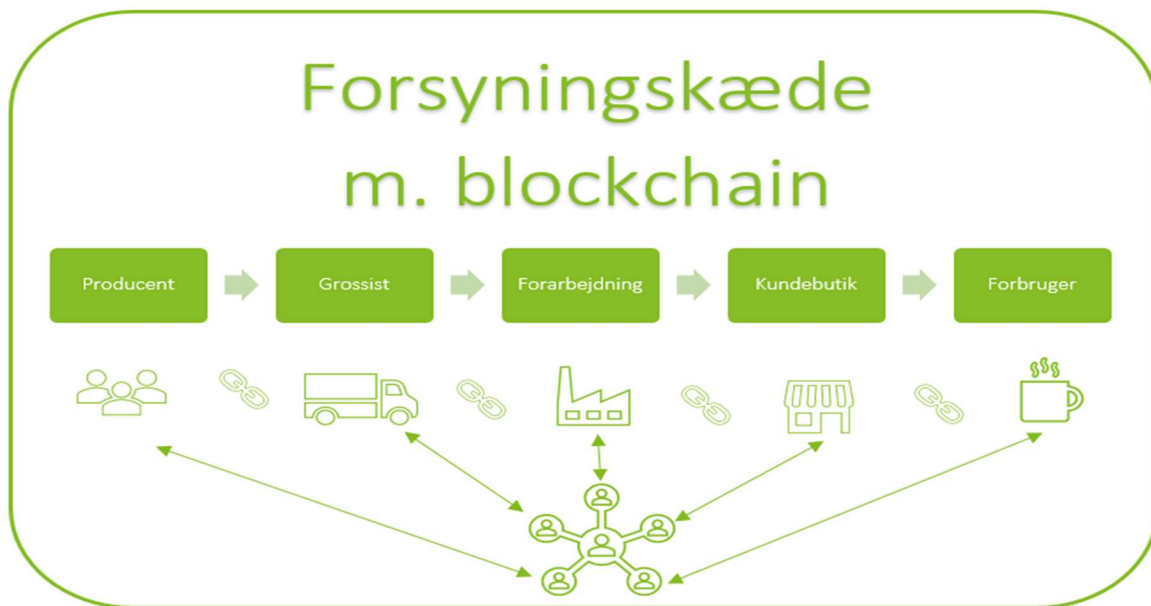 Forsyningskæde
m. blockchain
Producent
Grossist
Forarbejdning
Kundebutik
Forbruger